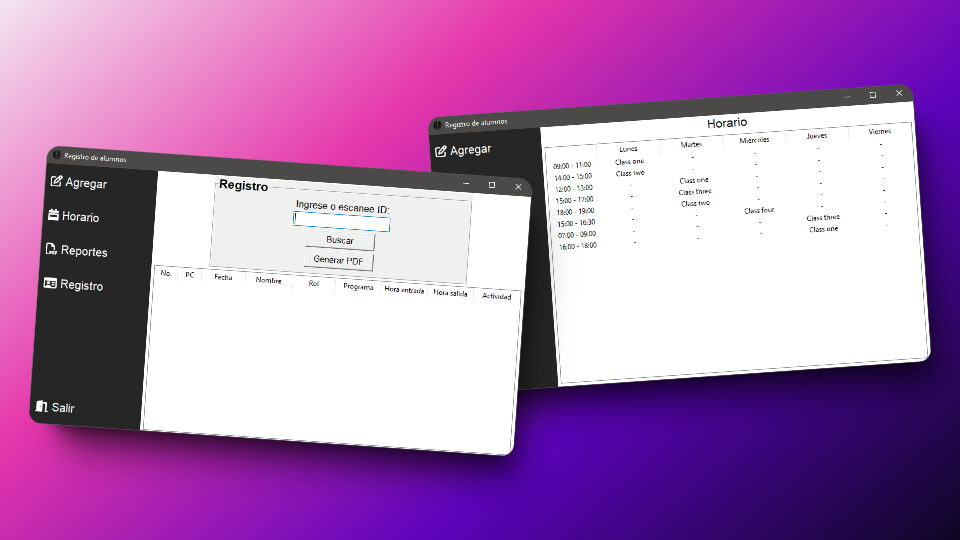 Registro de alumnos
Agregar
Horario
Reportes
Registro
Salir
Registro
Ingrese o escanee ID:
Buscar
Generar PDF
No. PC Fecha Nombre Rol Programa Hora entrada Hora salida Actividad
Registro de alumnos
Agregar
Horario
Lunes Martes Miércoles Jueves Viernes
09:00 - 11:00 Class one - - - -
14:00 - 15:00 Class two - - - -
12:00 - 13:00 - Class one - - -
15:00 - 17:00 - Class three - - -
18:00 - 19:00 - Class two - - -
15:00 - 16:30 - - Class four - -
07:00 - 09:00 - - - Class three -
16:00 - 18:00 - - - Class one -